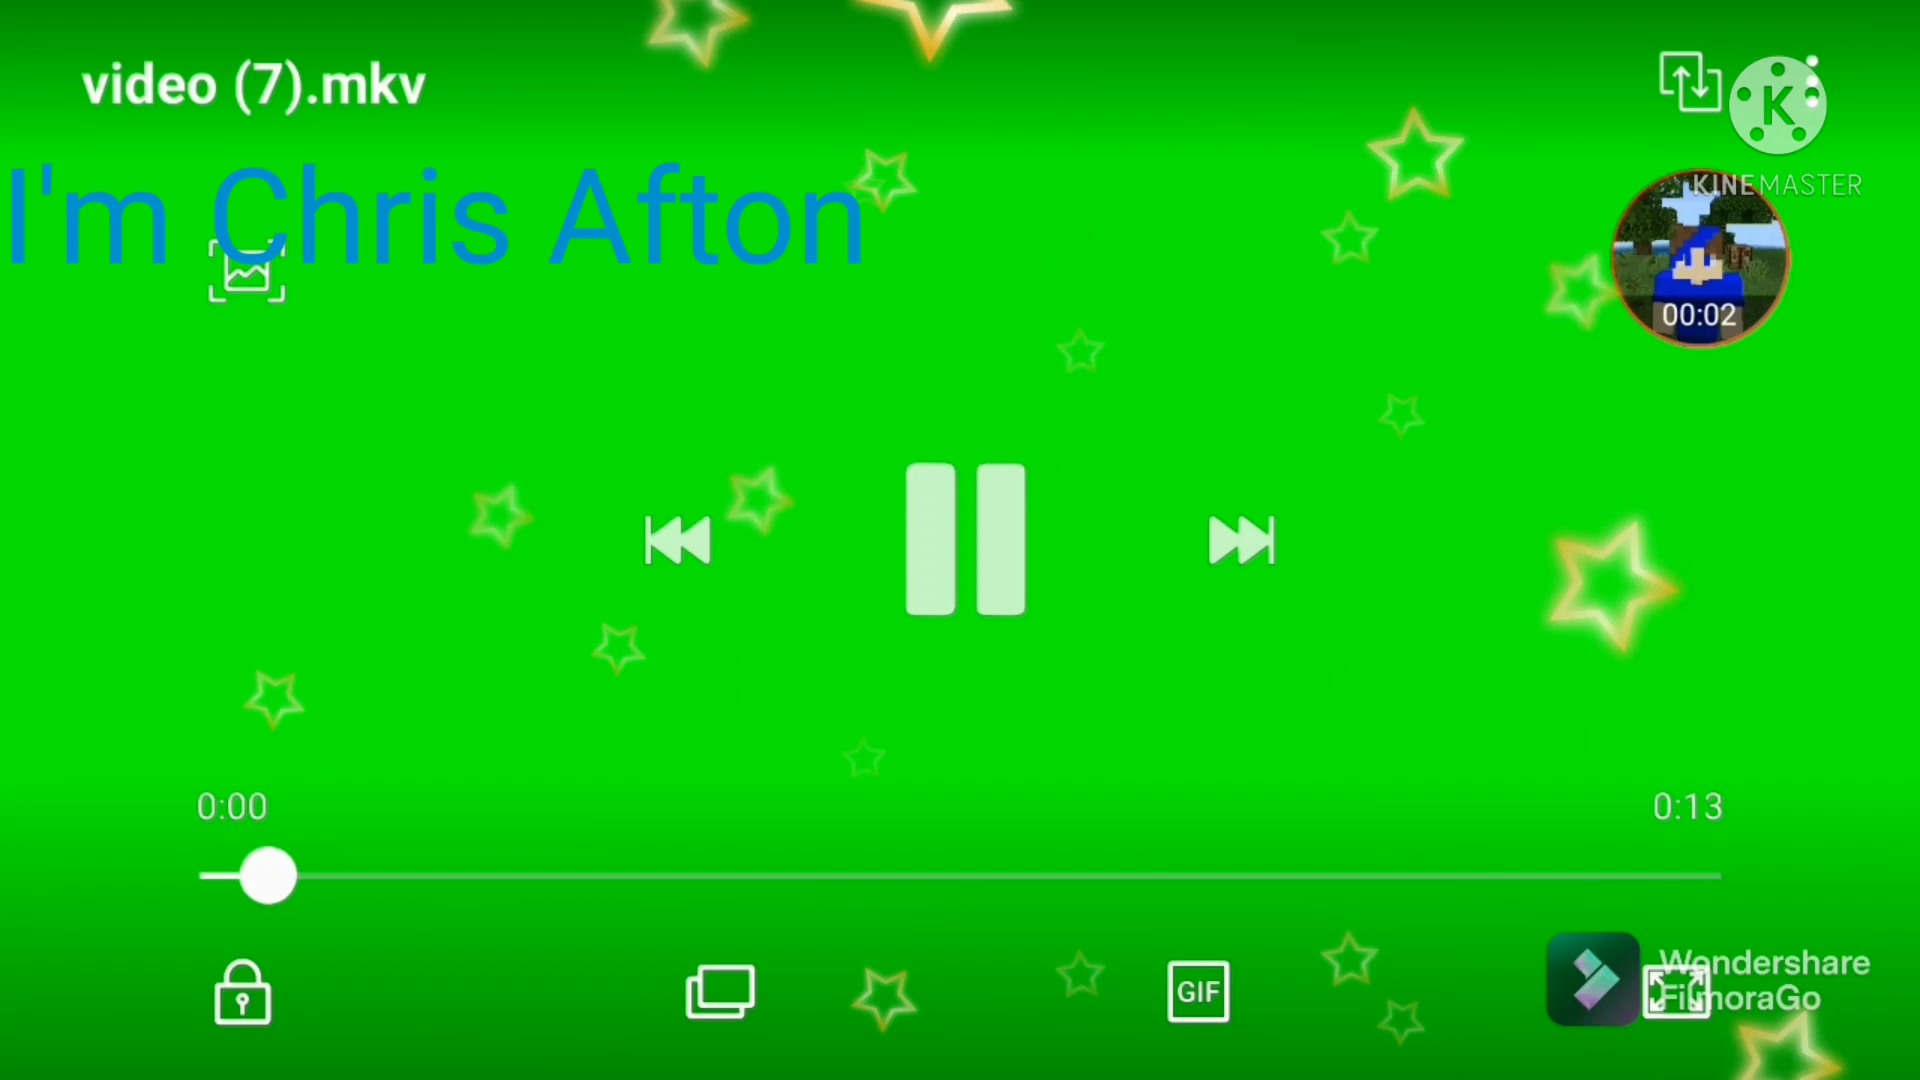 video (7).mkv
K
KINEMASTER
I'm Chris Afton
00:02
0:00
0:13
GIF
Wondershare
FilmoraGo